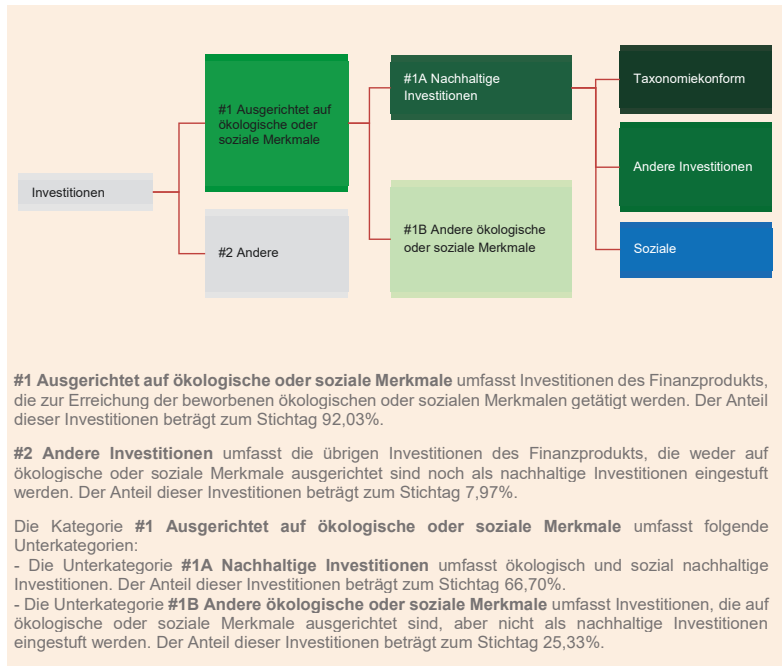 Investitionen
#1 Ausgerichtet auf
ökologische oder
soziale Merkmale
#2 Andere
#1A Nachhaltige
Investitionen
#1B Andere ökologische
oder soziale Merkmale
Taxonomiekonform
Andere Investitionen
Soziale
#1 Ausgerichtet auf ökologische oder soziale Merkmale umfasst Investitionen des Finanzprodukts,
die zur Erreichung der beworbenen ökologischen oder sozialen Merkmalen getätigt werden. Der Anteil
dieser Investitionen beträgt zum Stichtag 92,03%.
#2 Andere Investitionen umfasst die übrigen Investitionen des Finanzprodukts, die weder auf
ökologische oder soziale Merkmale ausgerichtet sind noch als nachhaltige Investitionen eingestuft
werden. Der Anteil dieser Investitionen beträgt zum Stichtag 7,97%.
Die Kategorie #1 Ausgerichtet auf ökologische oder soziale Merkmale umfasst folgende
Unterkategorien:
- Die Unterkategorie #1A Nachhaltige Investitionen umfasst ökologisch und sozial nachhaltige
Investitionen. Der Anteil dieser Investitionen beträgt zum Stichtag 66,70%.
- Die Unterkategorie #1B Andere ökologische oder soziale Merkmale umfasst Investitionen, die auf
ökologische oder soziale Merkmale ausgerichtet sind, aber nicht als nachhaltige Investitionen
eingestuft werden. Der Anteil dieser Investitionen beträgt zum Stichtag 25,33%.